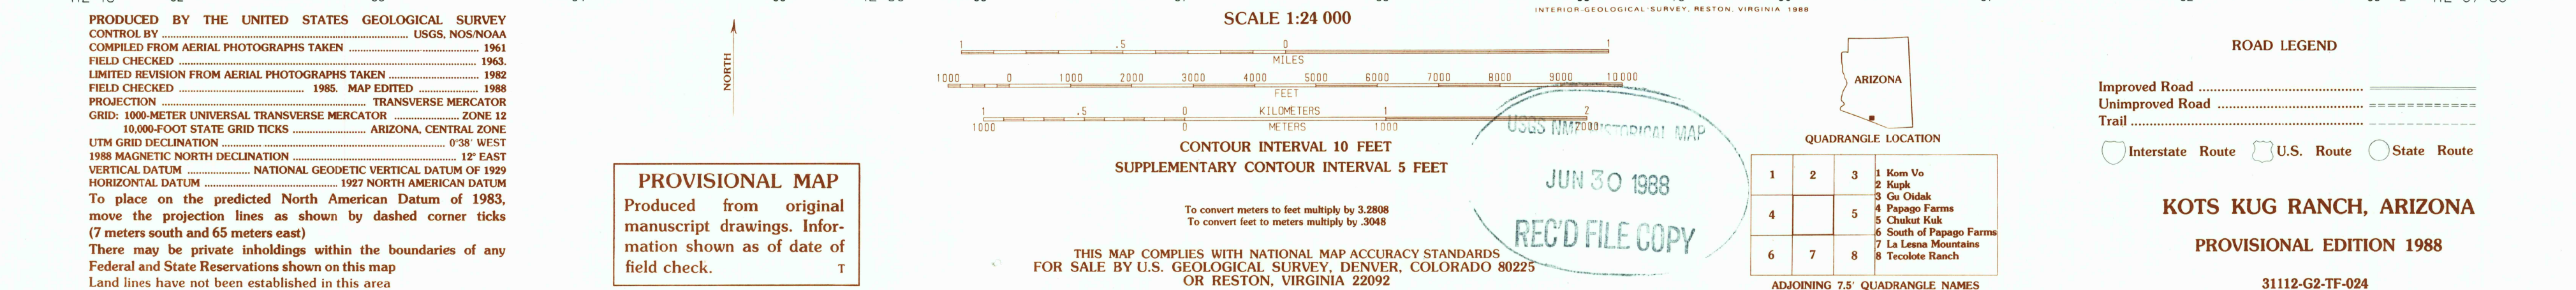 INTERIOR-GEOLOGICAL SURVEY, RESTON, VIRGINIA 1988
PRODUCED BY THE UNITED STATES GEOLOGICAL SURVEY
CONTROL BY ........ USGS, NOS/NOAA
COMPILED FROM AERIAL PHOTOGRAPHS TAKEN ........ 1961
FIELD CHECKED ........ 1963.
LIMITED REVISION FROM AERIAL PHOTOGRAPHS TAKEN ........ 1982
FIELD CHECKED ........ 1985. MAP EDITED ........ 1988
PROJECTION ........ TRANSVERSE MERCATOR
GRID: 1000-METER UNIVERSAL TRANSVERSE MERCATOR ........ ZONE 12
10,000-FOOT STATE GRID TICKS ........ ARIZONA, CENTRAL ZONE
UTM GRID DECLINATION ........ 0°38' WEST
1988 MAGNETIC NORTH DECLINATION ........ 12° EAST
VERTICAL DATUM ........ NATIONAL GEODETIC VERTICAL DATUM OF 1929
HORIZONTAL DATUM ........ 1927 NORTH AMERICAN DATUM
To place on the predicted North American Datum of 1983,
move the projection lines as shown by dashed corner ticks
(7 meters south and 65 meters east)
There may be private inholdings within the boundaries of any
Federal and State Reservations shown on this map
Land lines have not been established in this area
NORTH
PROVISIONAL MAP
Produced from original
manuscript drawings. Infor-
mation shown as of date of
field check. T
SCALE 1:24 000
1 .5 0 1
MILES
1000 0 1000 2000 3000 4000 5000 6000 7000 8000 9000 10 000
FEET
1 .5 0 KILOMETERS 1 2
1000 0 METERS 1000 2000
CONTOUR INTERVAL 10 FEET
SUPPLEMENTARY CONTOUR INTERVAL 5 FEET
To convert meters to feet multiply by 3.2808
To convert feet to meters multiply by .3048
THIS MAP COMPLIES WITH NATIONAL MAP ACCURACY STANDARDS
FOR SALE BY U.S. GEOLOGICAL SURVEY, DENVER, COLORADO 80225
OR RESTON, VIRGINIA 22092
USGS NMD HISTORICAL MAP
JUN 30 1988
REC'D FILE COPY
ARIZONA
QUADRANGLE LOCATION
1 2 3
4 5
6 7 8
1 Kom Vo
2 Kupk
3 Gu Oidak
4 Papago Farms
5 Chukut Kuk
6 South of Papago Farms
7 La Lesna Mountains
8 Tecolote Ranch
ADJOINING 7.5' QUADRANGLE NAMES
ROAD LEGEND
Improved Road ........
Unimproved Road ........
Trail ........
Interstate Route U.S. Route State Route
KOTS KUG RANCH, ARIZONA
PROVISIONAL EDITION 1988
31112-G2-TF-024